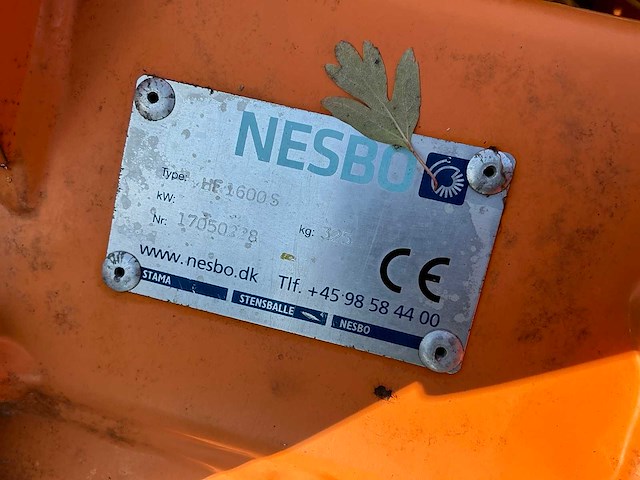 NESBO
Type: HF 1600 S
kW:
Nr: kg: 325
www.nesbo.dk Tlf. +45 98 58 44 00
CE
STAMA STENSBALLE NESBO